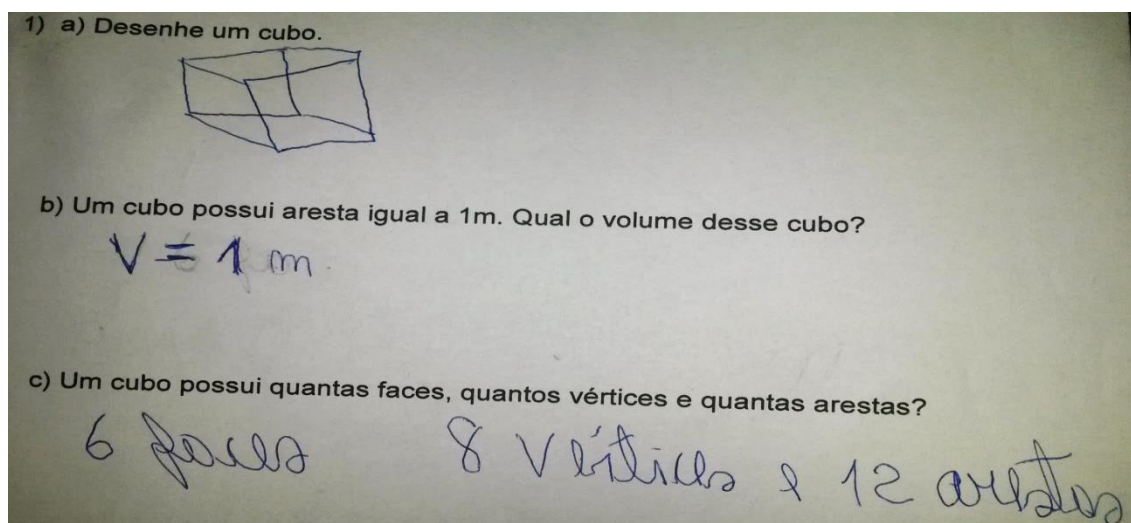 1) a) Desenhe um cubo.
b) Um cubo possui aresta igual a 1m. Qual o volume desse cubo?
V = 1 m
c) Um cubo possui quantas faces, quantos vértices e quantas arestas?
6 faces 8 vértices e 12 arestas